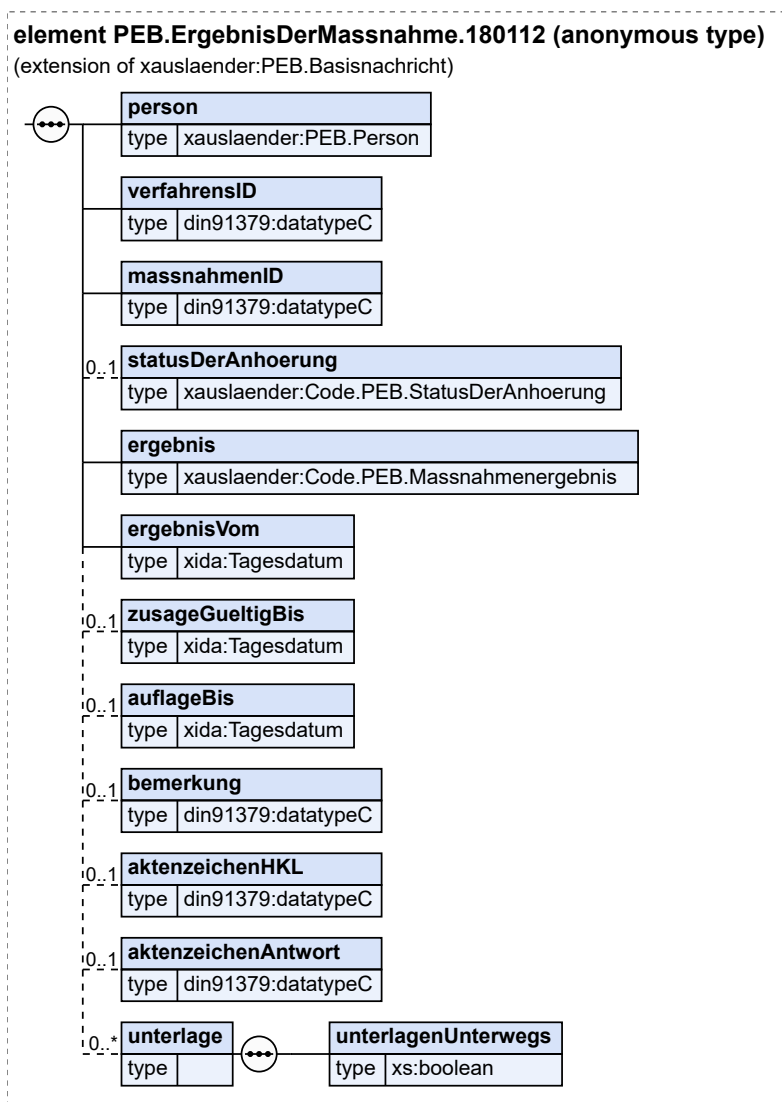 element PEB.ErgebnisDerMassnahme.180112 (anonymous type)
(extension of xauslaender:PEB.Basisnachricht)
person
type xauslaender:PEB.Person
verfahrensID
type din91379:datatypeC
massnahmenID
type din91379:datatypeC
0..1 statusDerAnhoerung
type xauslaender:Code.PEB.StatusDerAnhoerung
ergebnis
type xauslaender:Code.PEB.Massnahmenergebnis
ergebnisVom
type xida:Tagesdatum
0..1 zusageGueltigBis
type xida:Tagesdatum
0..1 auflageBis
type xida:Tagesdatum
0..1 bemerkung
type din91379:datatypeC
0..1 aktenzeichenHKL
type din91379:datatypeC
0..1 aktenzeichenAntwort
type din91379:datatypeC
0..* unterlage unterlagenUnterwegs
type type xs:boolean